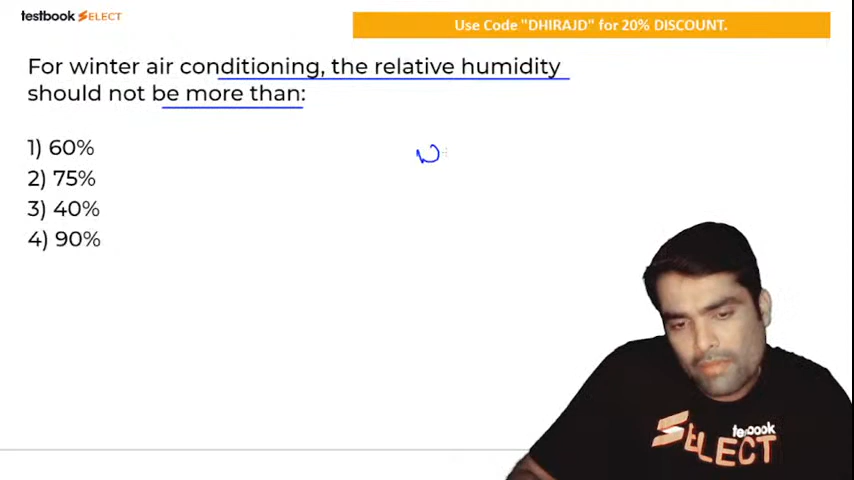 testbook SELECT
Use Code "DHIRAJD" for 20% DISCOUNT.
For winter air conditioning, the relative humidity
should not be more than:
1) 60%
2) 75%
3) 40%
4) 90%
testbook
SELECT